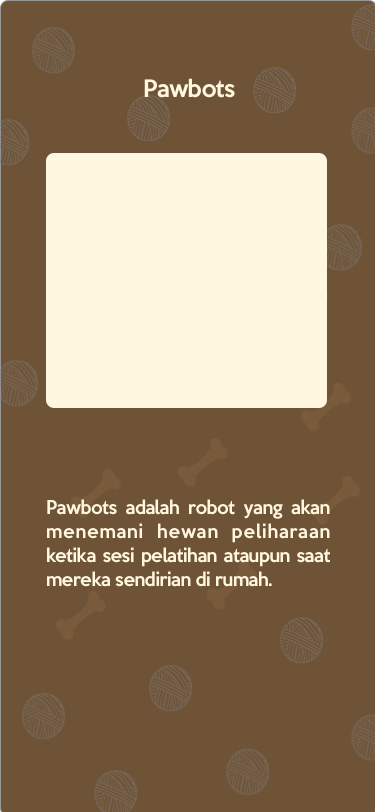 Pawbots
Pawbots adalah robot yang akan
menemani hewan peliharaan
ketika sesi pelatihan ataupun saat
mereka sendirian di rumah.